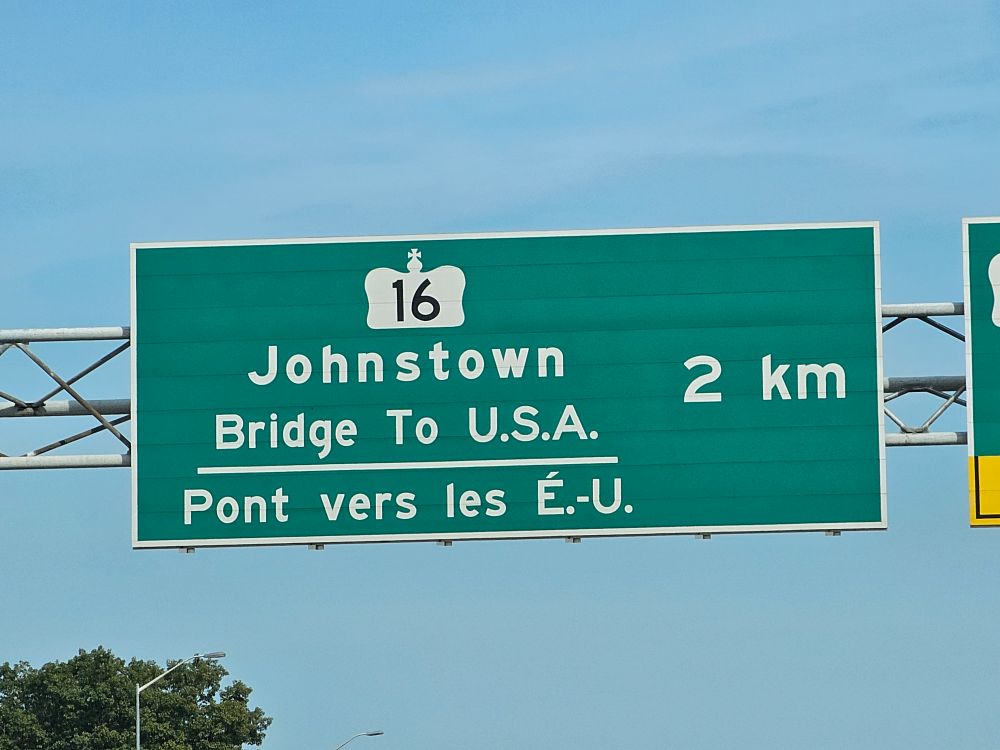 16
Johnstown
2 km
Bridge To U.S.A.
Pont vers les É.-U.